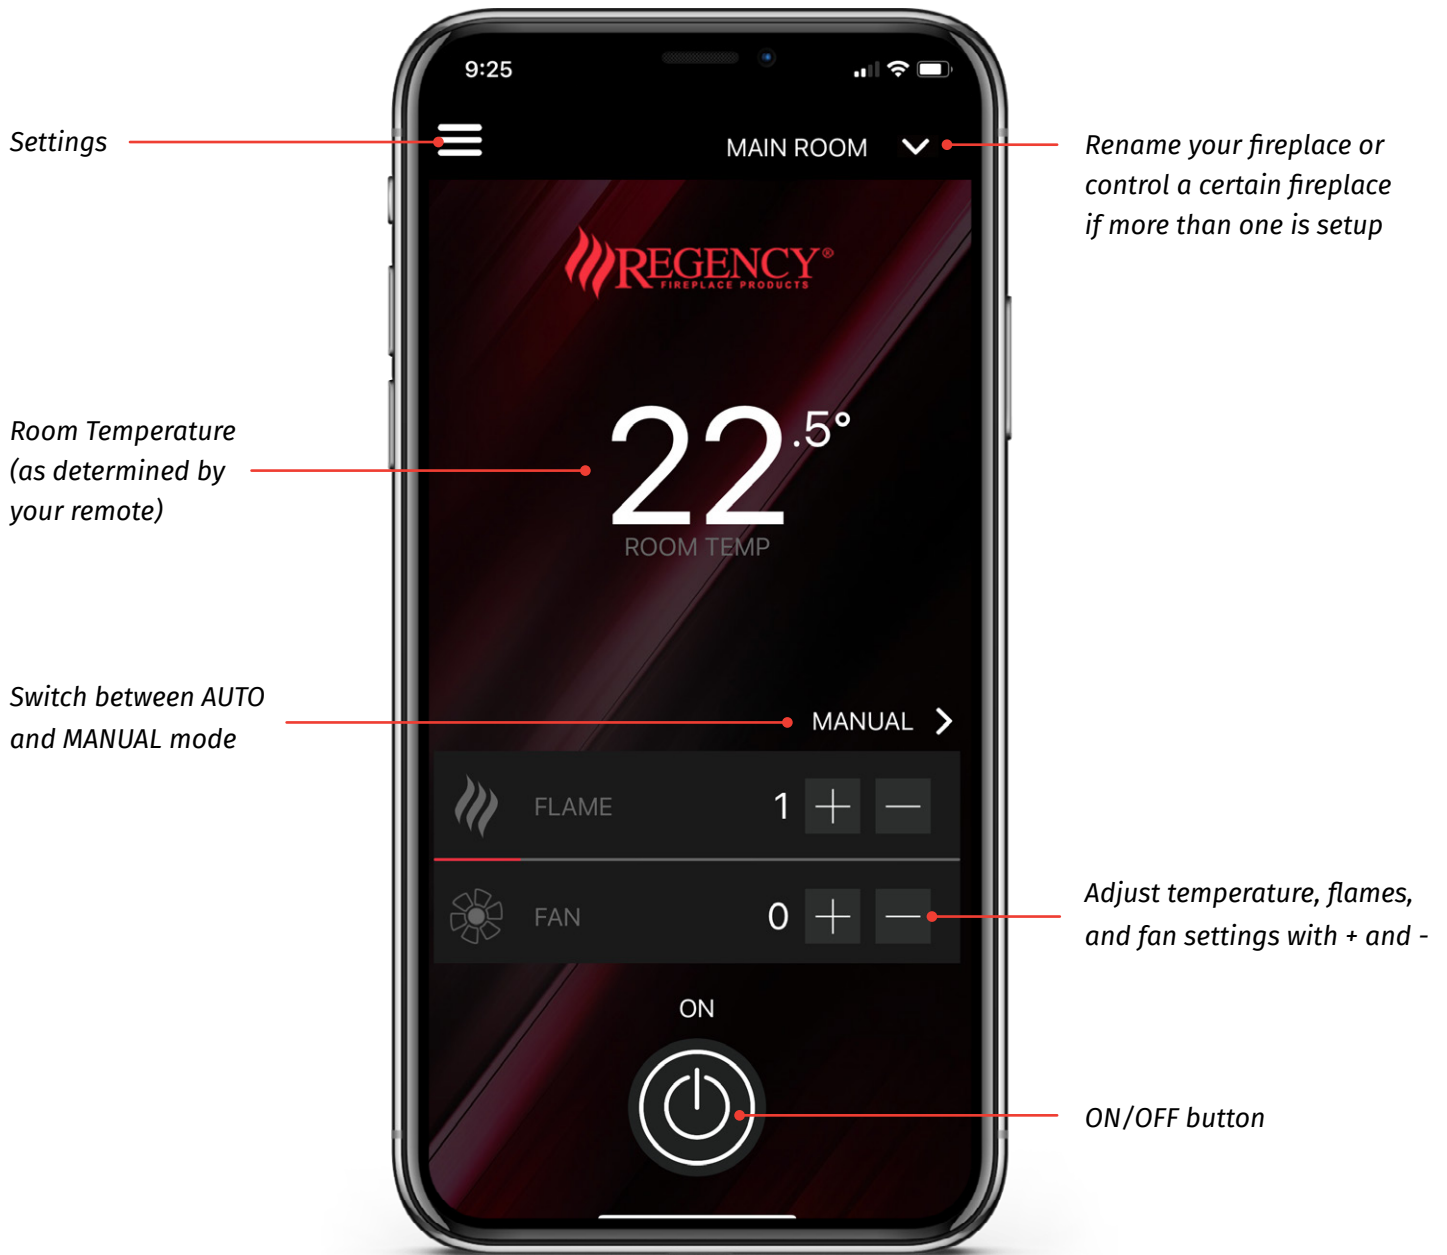 9:25
Settings
MAIN ROOM
Rename your fireplace or
control a certain fireplace
if more than one is setup
REGENCY®
FIREPLACE PRODUCTS
22.5°
ROOM TEMP
Room Temperature
(as determined by
your remote)
Switch between AUTO
and MANUAL mode
MANUAL
FLAME 1 + −
FAN 0 + −
Adjust temperature, flames,
and fan settings with + and -
ON
ON/OFF button